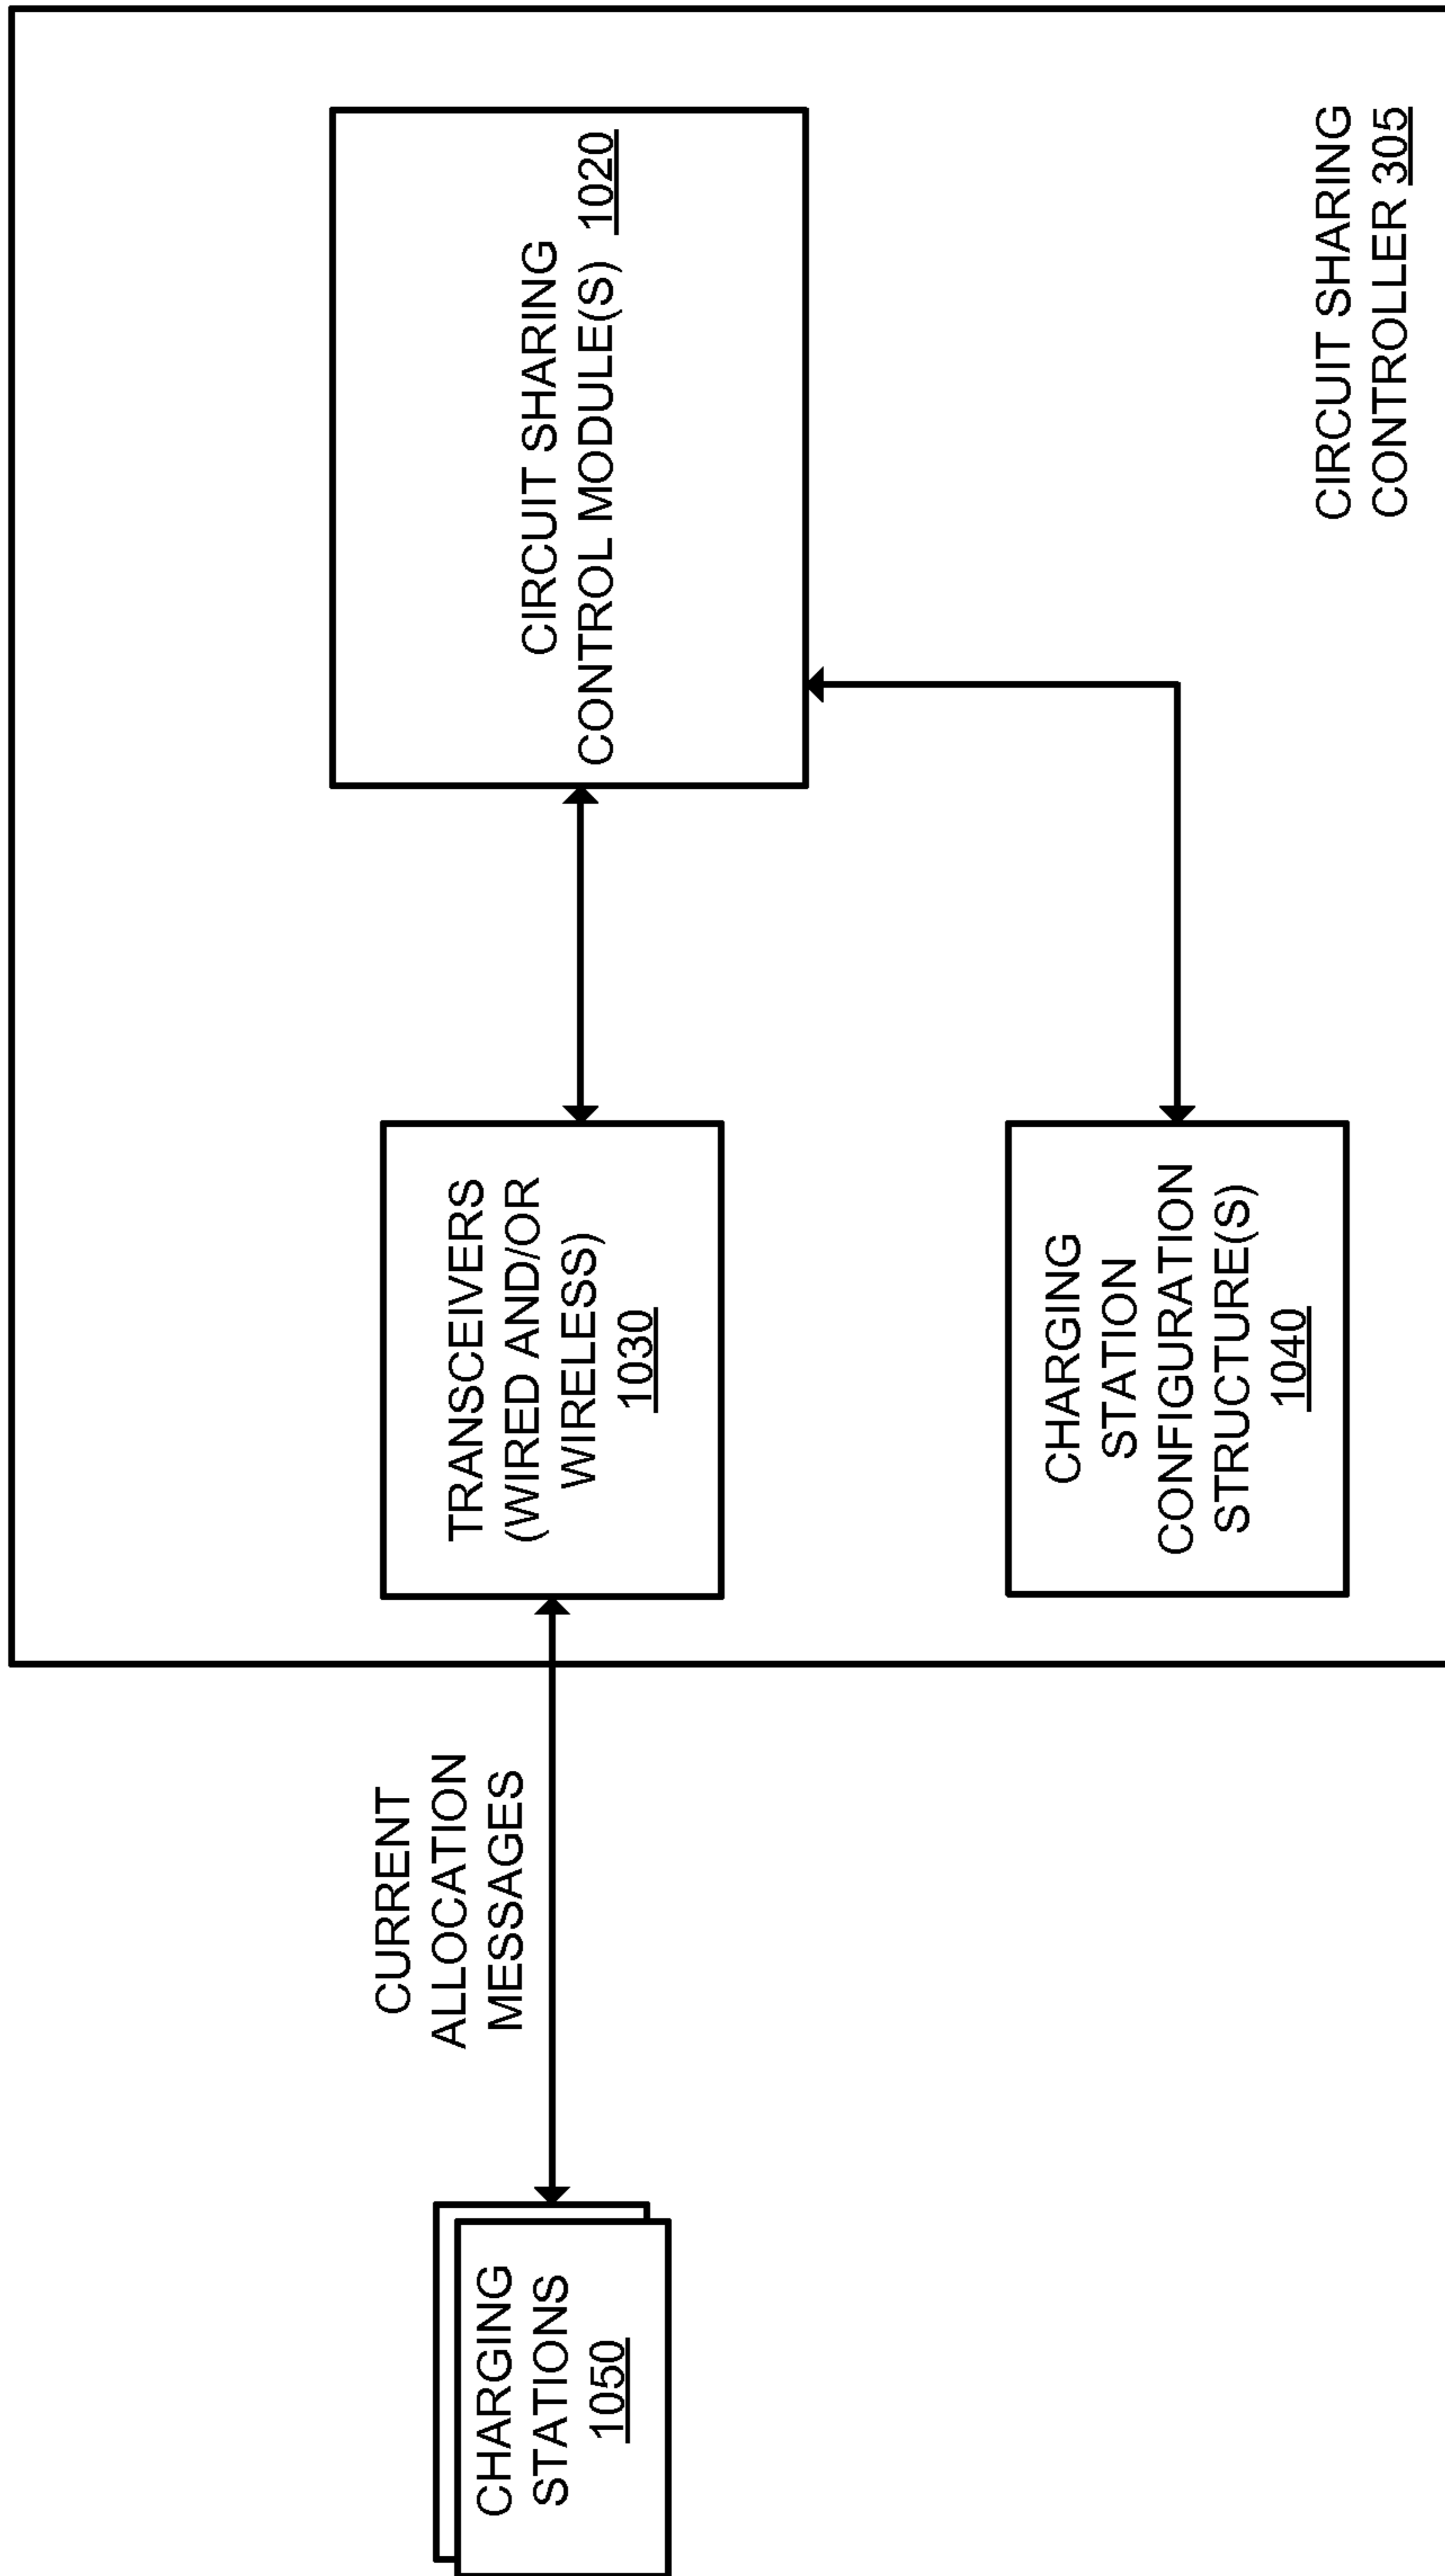 CHARGING
STATIONS
1050
CURRENT
ALLOCATION
MESSAGES
TRANSCEIVERS
(WIRED AND/OR
WIRELESS)
1030
CIRCUIT SHARING
CONTROL MODULE(S) 1020
CHARGING
STATION
CONFIGURATION
STRUCTURE(S)
1040
CIRCUIT SHARING
CONTROLLER 305